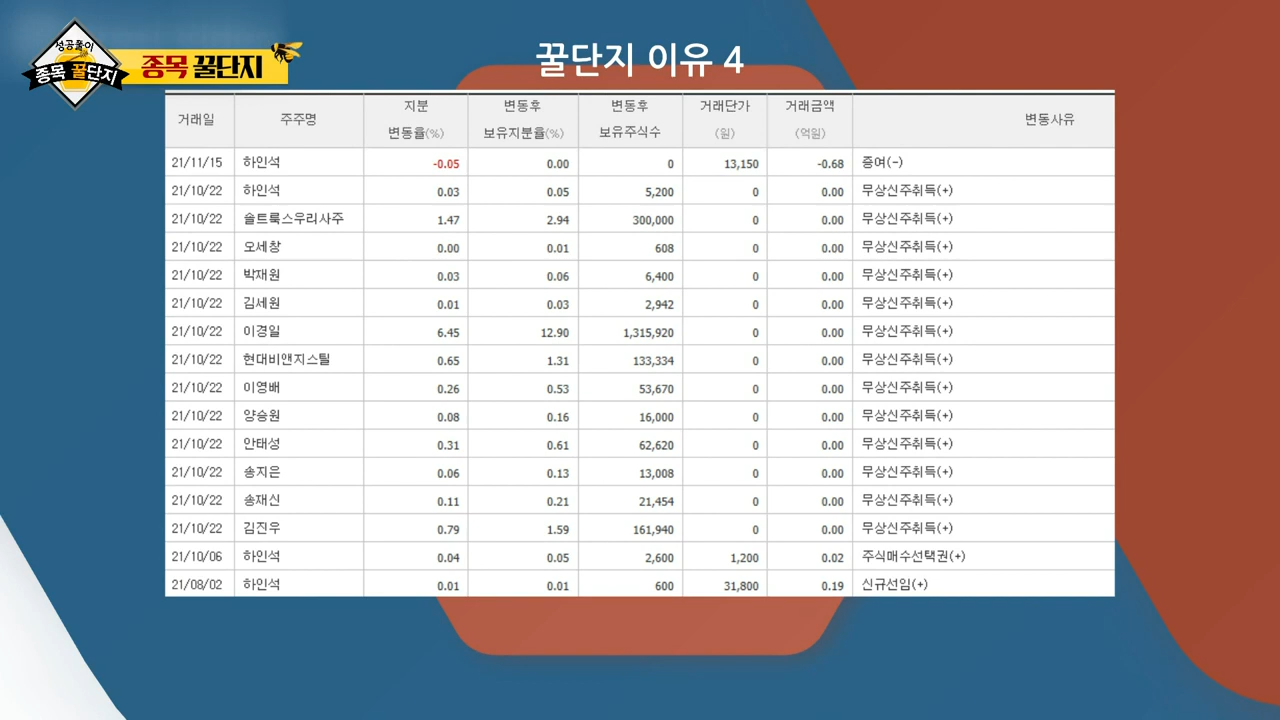 성공줄이
종목 꿀단지
종목 꿀단지
꿀단지 이유 4
거래일 주주명 지분 변동율(%) 변동후 보유지분율(%) 변동후 보유주식수 거래단가 (원) 거래금액 (억원) 변동사유
21/11/15 하인석 -0.05 0.00 0 13,150 -0.68 증여(-)
21/10/22 하인석 0.03 0.05 5,200 0 0.00 무상신주취득(+)
21/10/22 솔트룩스우리사주 1.47 2.94 300,000 0 0.00 무상신주취득(+)
21/10/22 오세창 0.00 0.01 608 0 0.00 무상신주취득(+)
21/10/22 박재원 0.03 0.06 6,400 0 0.00 무상신주취득(+)
21/10/22 김세원 0.01 0.03 2,942 0 0.00 무상신주취득(+)
21/10/22 이경일 6.45 12.90 1,315,920 0 0.00 무상신주취득(+)
21/10/22 현대비앤지스틸 0.65 1.31 133,334 0 0.00 무상신주취득(+)
21/10/22 이영배 0.26 0.53 53,670 0 0.00 무상신주취득(+)
21/10/22 양승원 0.08 0.16 16,000 0 0.00 무상신주취득(+)
21/10/22 안태성 0.31 0.61 62,620 0 0.00 무상신주취득(+)
21/10/22 송지은 0.06 0.13 13,008 0 0.00 무상신주취득(+)
21/10/22 송재신 0.11 0.21 21,454 0 0.00 무상신주취득(+)
21/10/22 김진우 0.79 1.59 161,940 0 0.00 무상신주취득(+)
21/10/06 하인석 0.04 0.05 2,600 1,200 0.02 주식매수선택권(+)
21/08/02 하인석 0.01 0.01 600 31,800 0.19 신규선임(+)